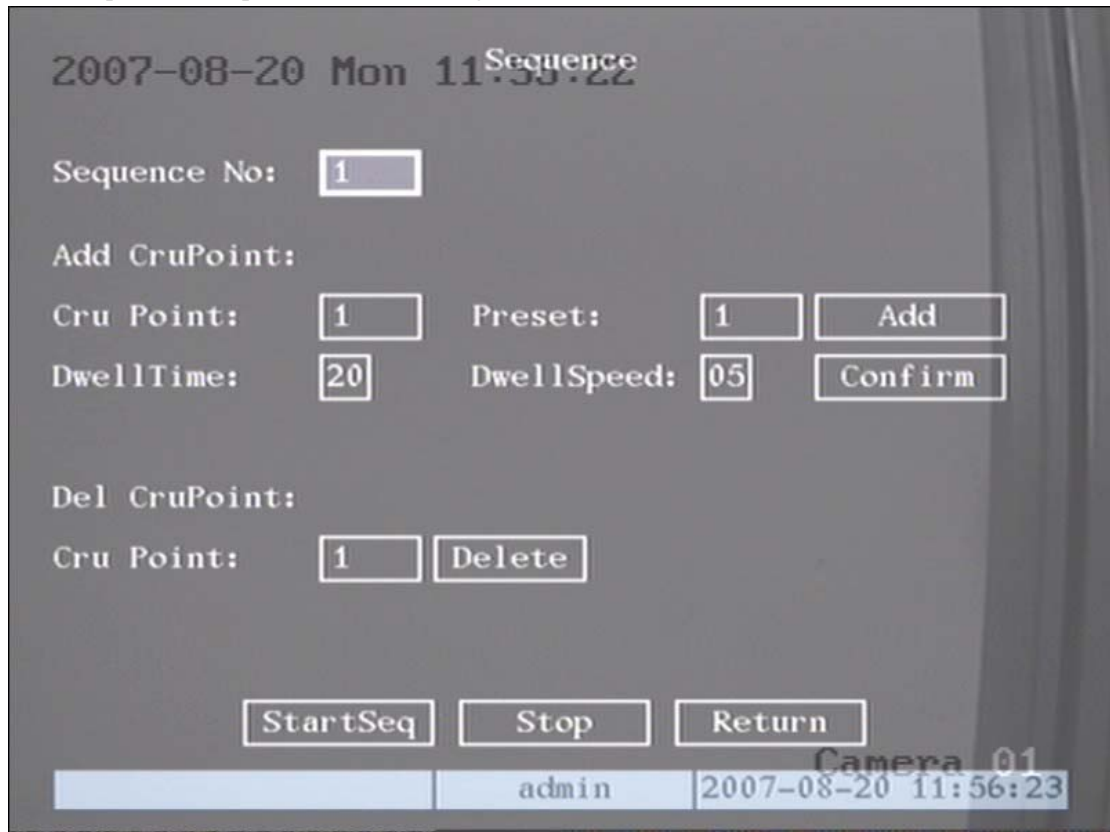 Sequence
2007-08-20 Mon
Sequence No: 1
Add CruPoint:
Cru Point: 1 Preset: 1 Add
DwellTime: 20 DwellSpeed: 05 Confirm
Del CruPoint:
Cru Point: 1 Delete
StartSeq Stop Return
Camera 01
admin 2007-08-20 11:56:23